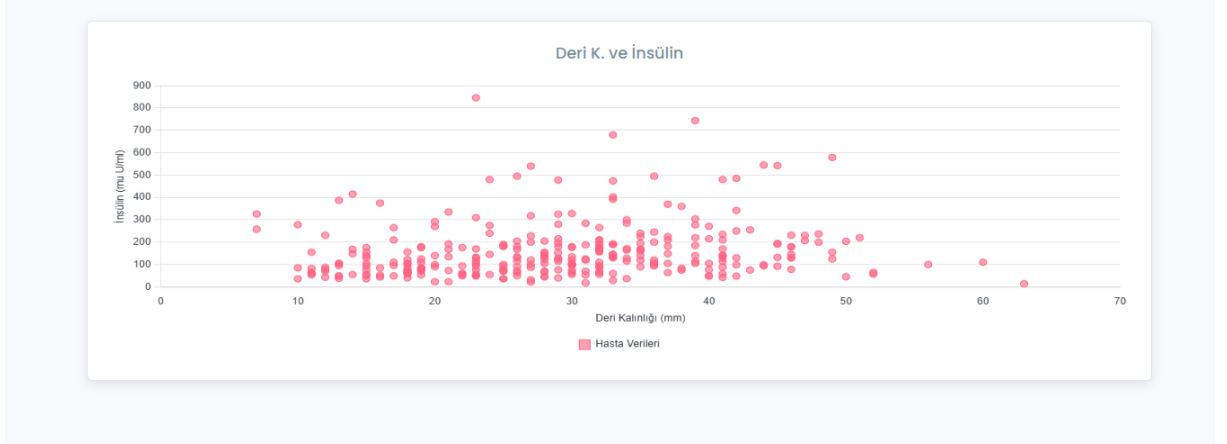 Deri K. ve İnsülin
900
800
700
600
500
400
300
200
100
0
İnsülin (mu U/ml)
0 10 20 30 40 50 60 70
Deri Kalınlığı (mm)
Hasta Verileri